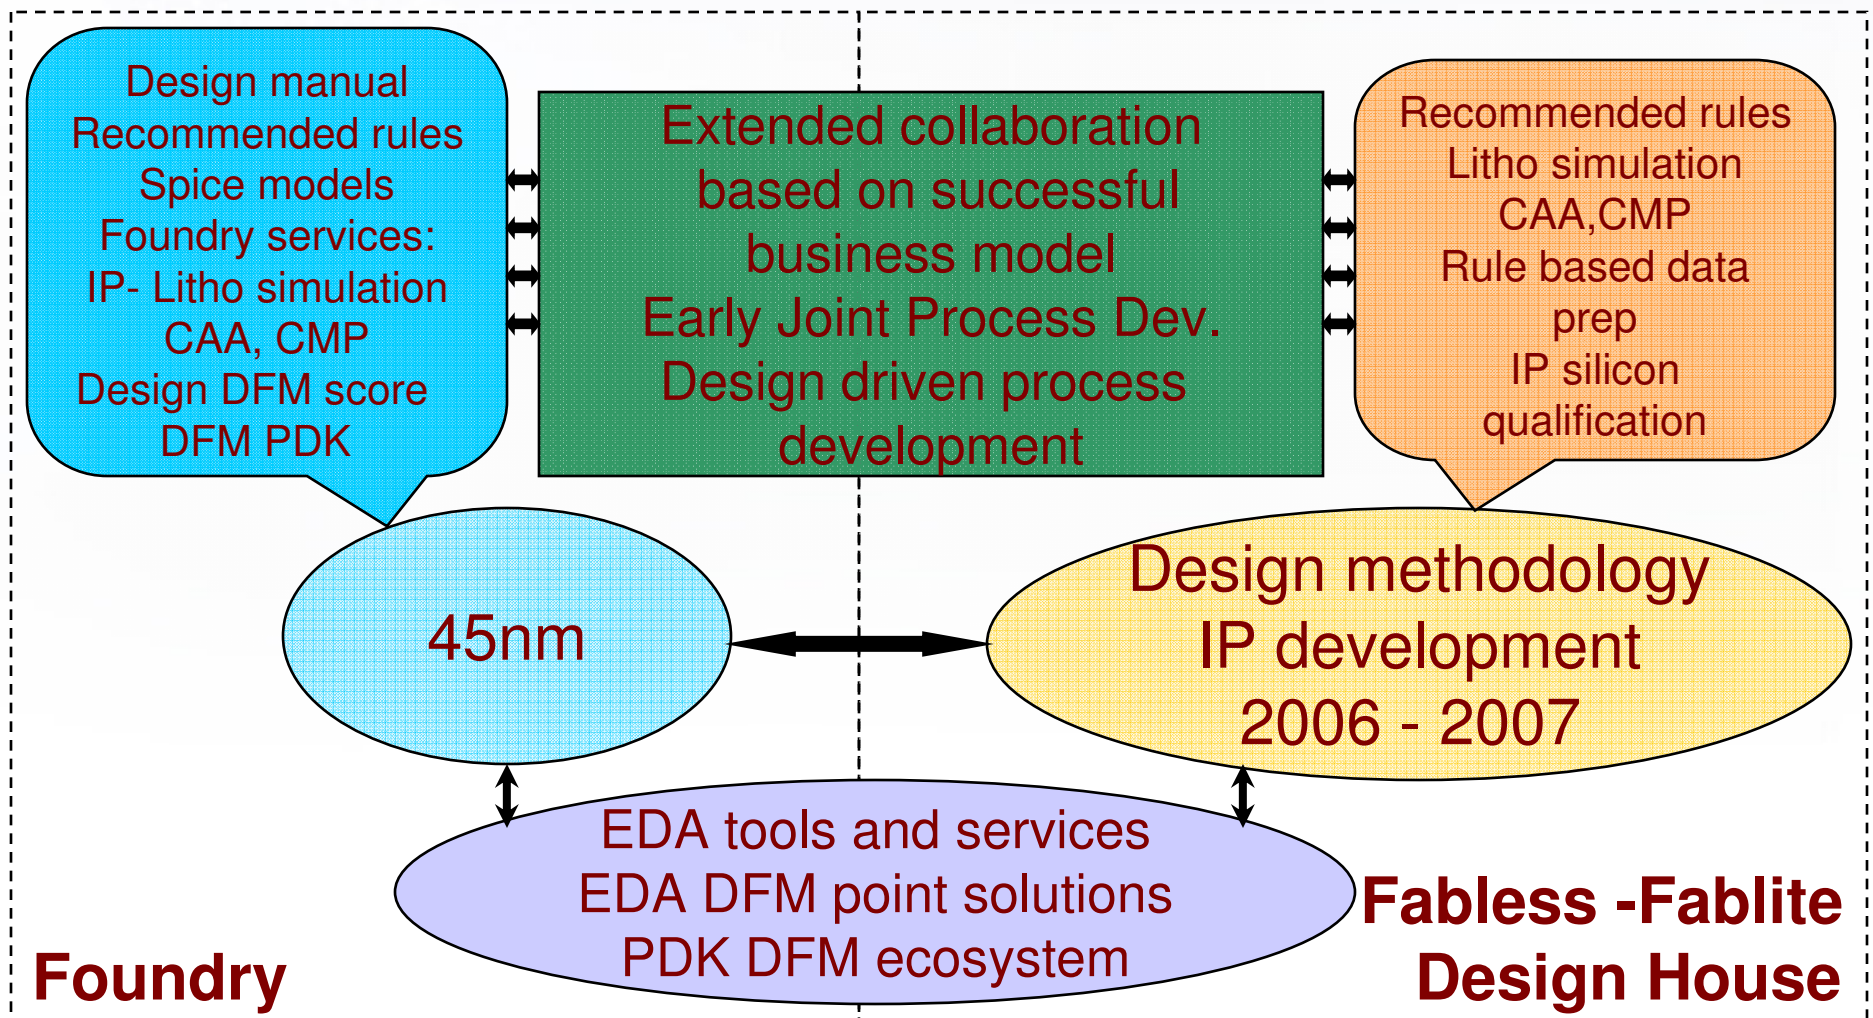 Design manual
Recommended rules
Spice models
Foundry services:
IP- Litho simulation
CAA, CMP
Design DFM score
DFM PDK
Extended collaboration
based on successful
business model
Early Joint Process Dev.
Design driven process
development
Recommended rules
Litho simulation
CAA,CMP
Rule based data
prep
IP silicon
qualification
45nm
Design methodology
IP development
2006 - 2007
EDA tools and services
EDA DFM point solutions
PDK DFM ecosystem
Foundry
Fabless -Fablite
Design House